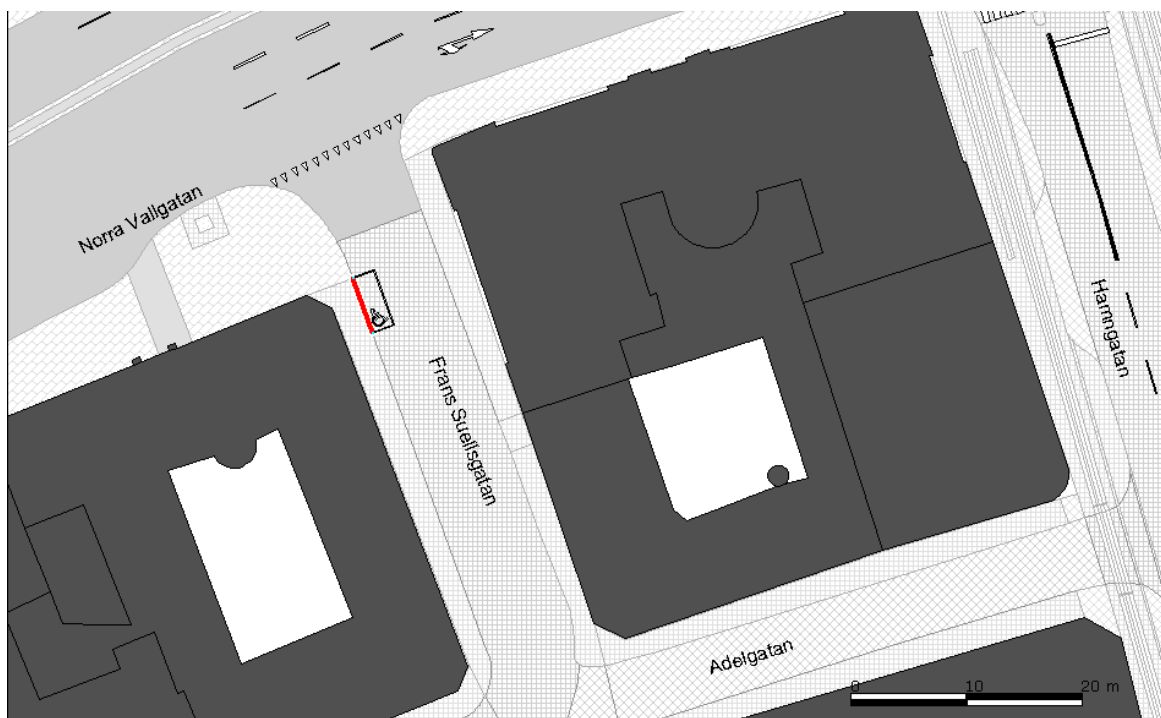 Norra Vallgatan
Hamngatan
Frans Suellsgatan
Adelgatan
0 10 20 m